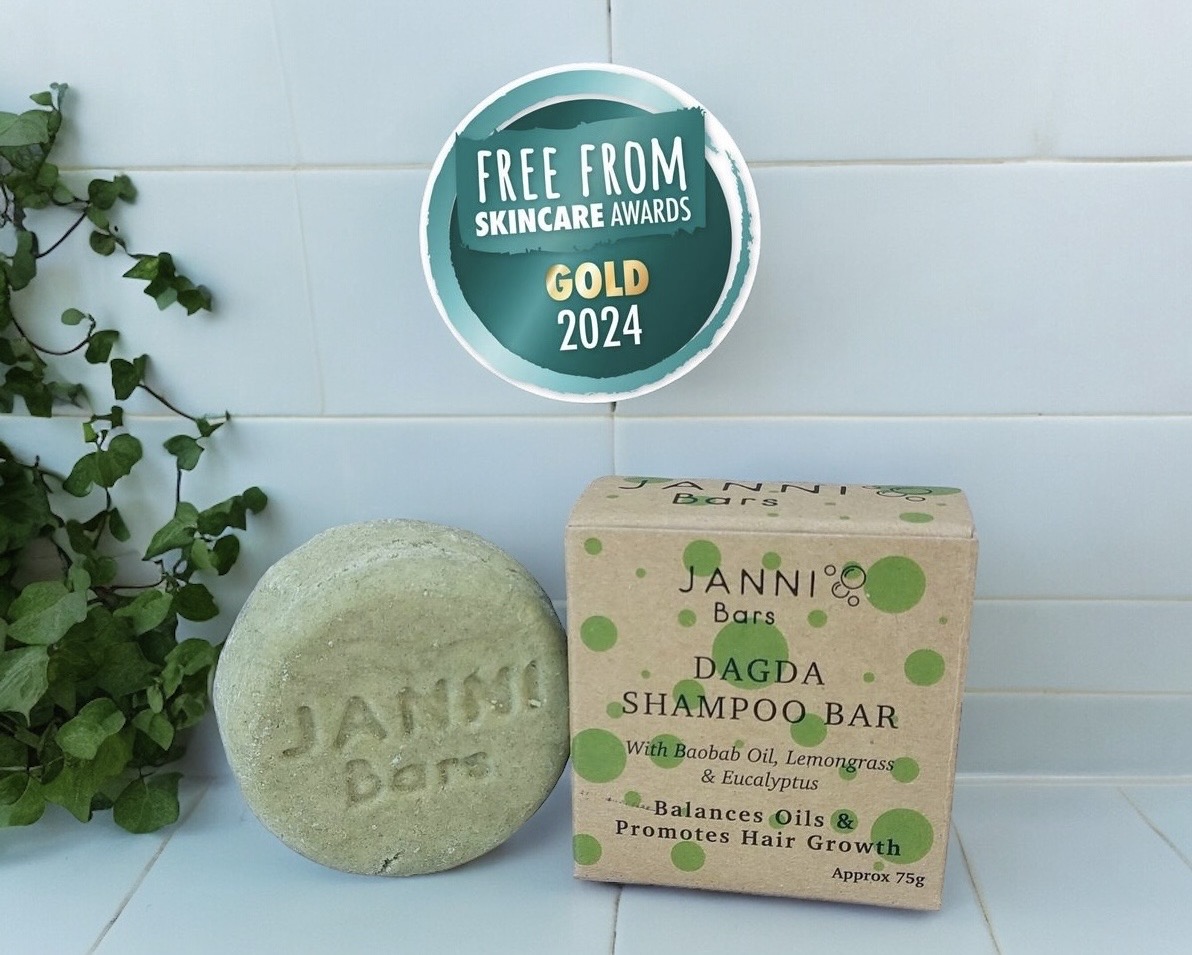 FREE FROM
SKINCARE AWARDS
GOLD
2024
JANNI
Bars
JANNI
Bars
JANNI
Bars
DAGDA
SHAMPOO BAR
With Baobab Oil, Lemongrass
& Eucalyptus
Balances Oils &
Promotes Hair Growth
Approx 75g